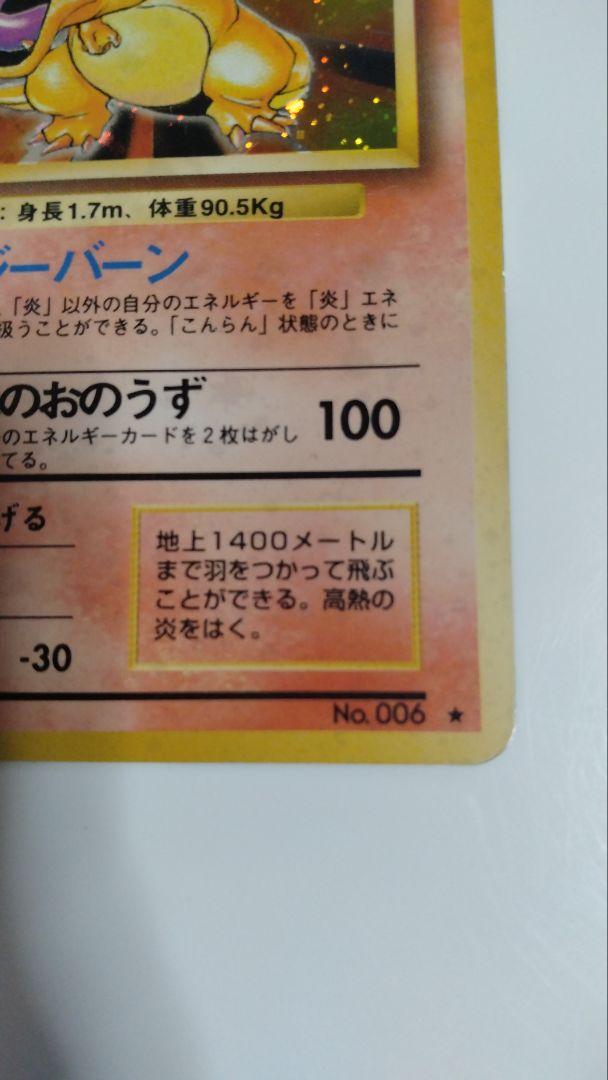 : 身長1.7m、体重90.5Kg
ジーバーン
、「炎」以外の自分のエネルギーを「炎」エネ
扱うことができる。「こんらん」状態のときに
のおのうず 100
のエネルギーカードを2枚はがし
てる。
げる
地上1400メートル
まで羽をつかって飛ぶ
ことができる。高熱の
炎をはく。
-30
No. 006 ★